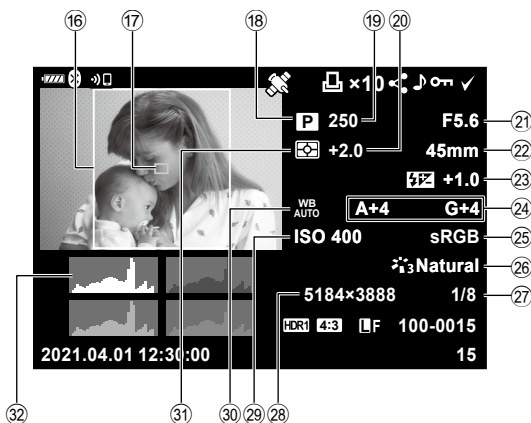 ⑯ ⑰ ⑱ ⑲ ⑳
×10
P 250 F5.6 ㉑
+2.0 45mm ㉒
+1.0 ㉓
WB AUTO A+4 G+4 ㉔
ISO 400 sRGB ㉕
3 Natural ㉖
5184×3888 1/8 ㉗
HDR1 4:3 LF 100-0015
2021.04.01 12:30:00 15
㉜ ㉛ ㉚ ㉙ ㉘